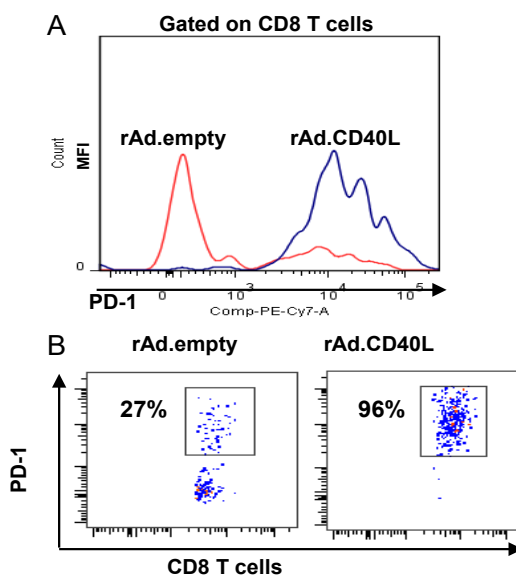 A
Gated on CD8 T cells
rAd.empty
rAd.CD40L
Count
MFI
0
PD-1
0
10^3
10^4
10^5
Comp-PE-Cy7-A
B
rAd.empty
rAd.CD40L
27%
96%
PD-1
CD8 T cells